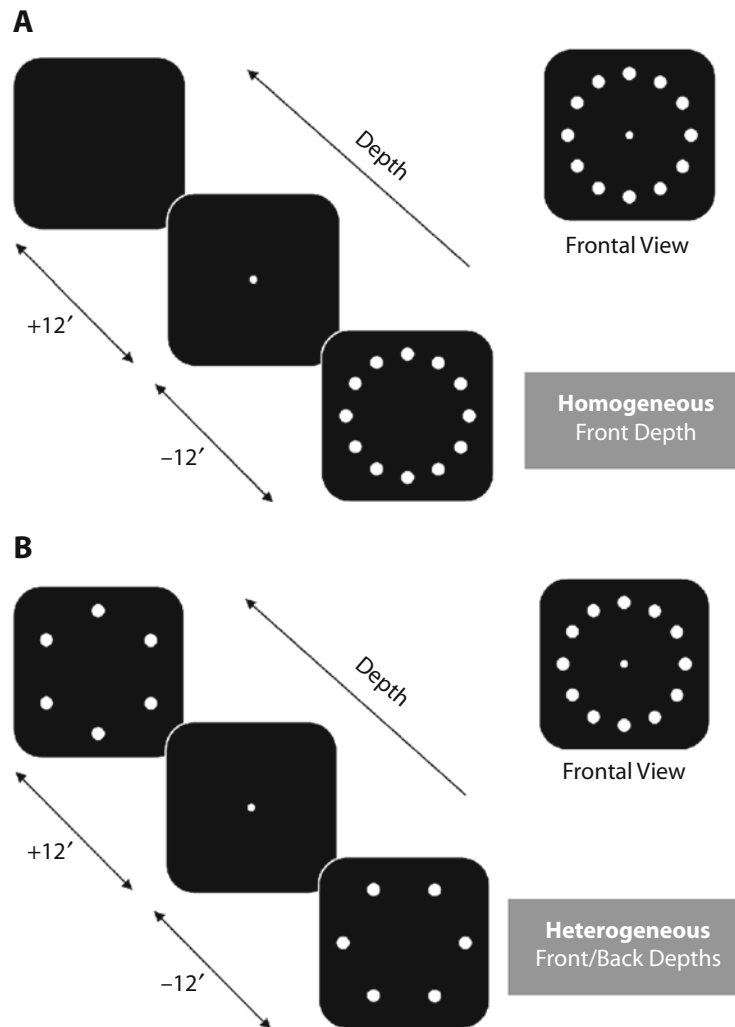 A
Depth
Frontal View
+12′
−12′
Homogeneous
Front Depth
B
Depth
Frontal View
+12′
−12′
Heterogeneous
Front/Back Depths